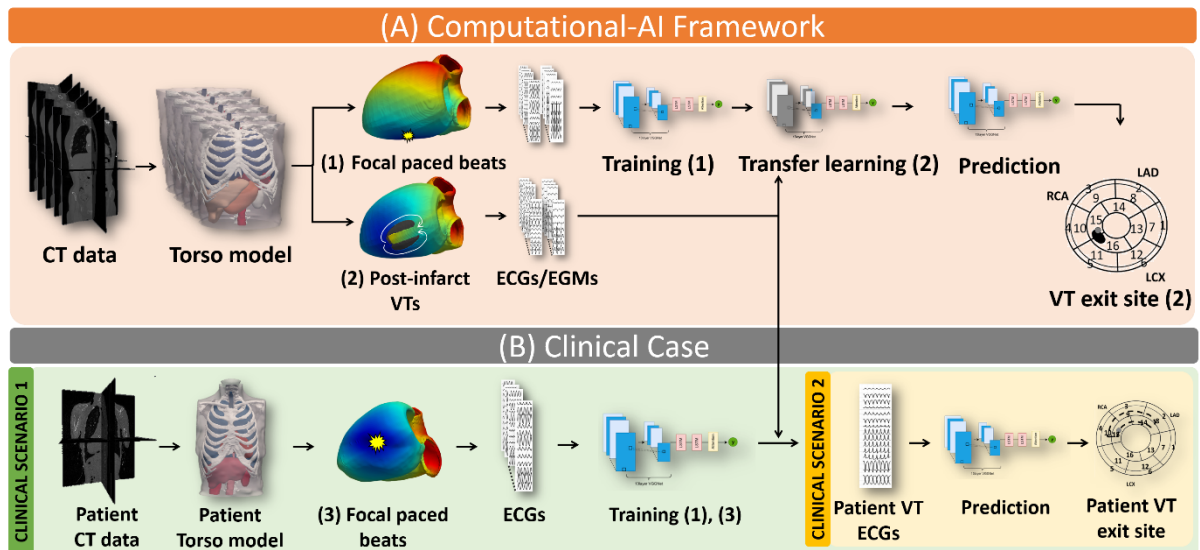 (A) Computational-AI Framework
CT data
Torso model
(1) Focal paced beats
(2) Post-infarct
VTs
ECGs/EGMs
Training (1)
Transfer learning (2)
Prediction
LAD
RCA
LCX
3
2
9
8
14
4
10
15
13
7
1
16
11
12
5
6
VT exit site (2)
(B) Clinical Case
CLINICAL SCENARIO 1
Patient
CT data
Patient
Torso model
(3) Focal paced
beats
ECGs
Training (1), (3)
CLINICAL SCENARIO 2
Patient VT
ECGs
Prediction
RCA
LAD
LCX
Patient VT
exit site